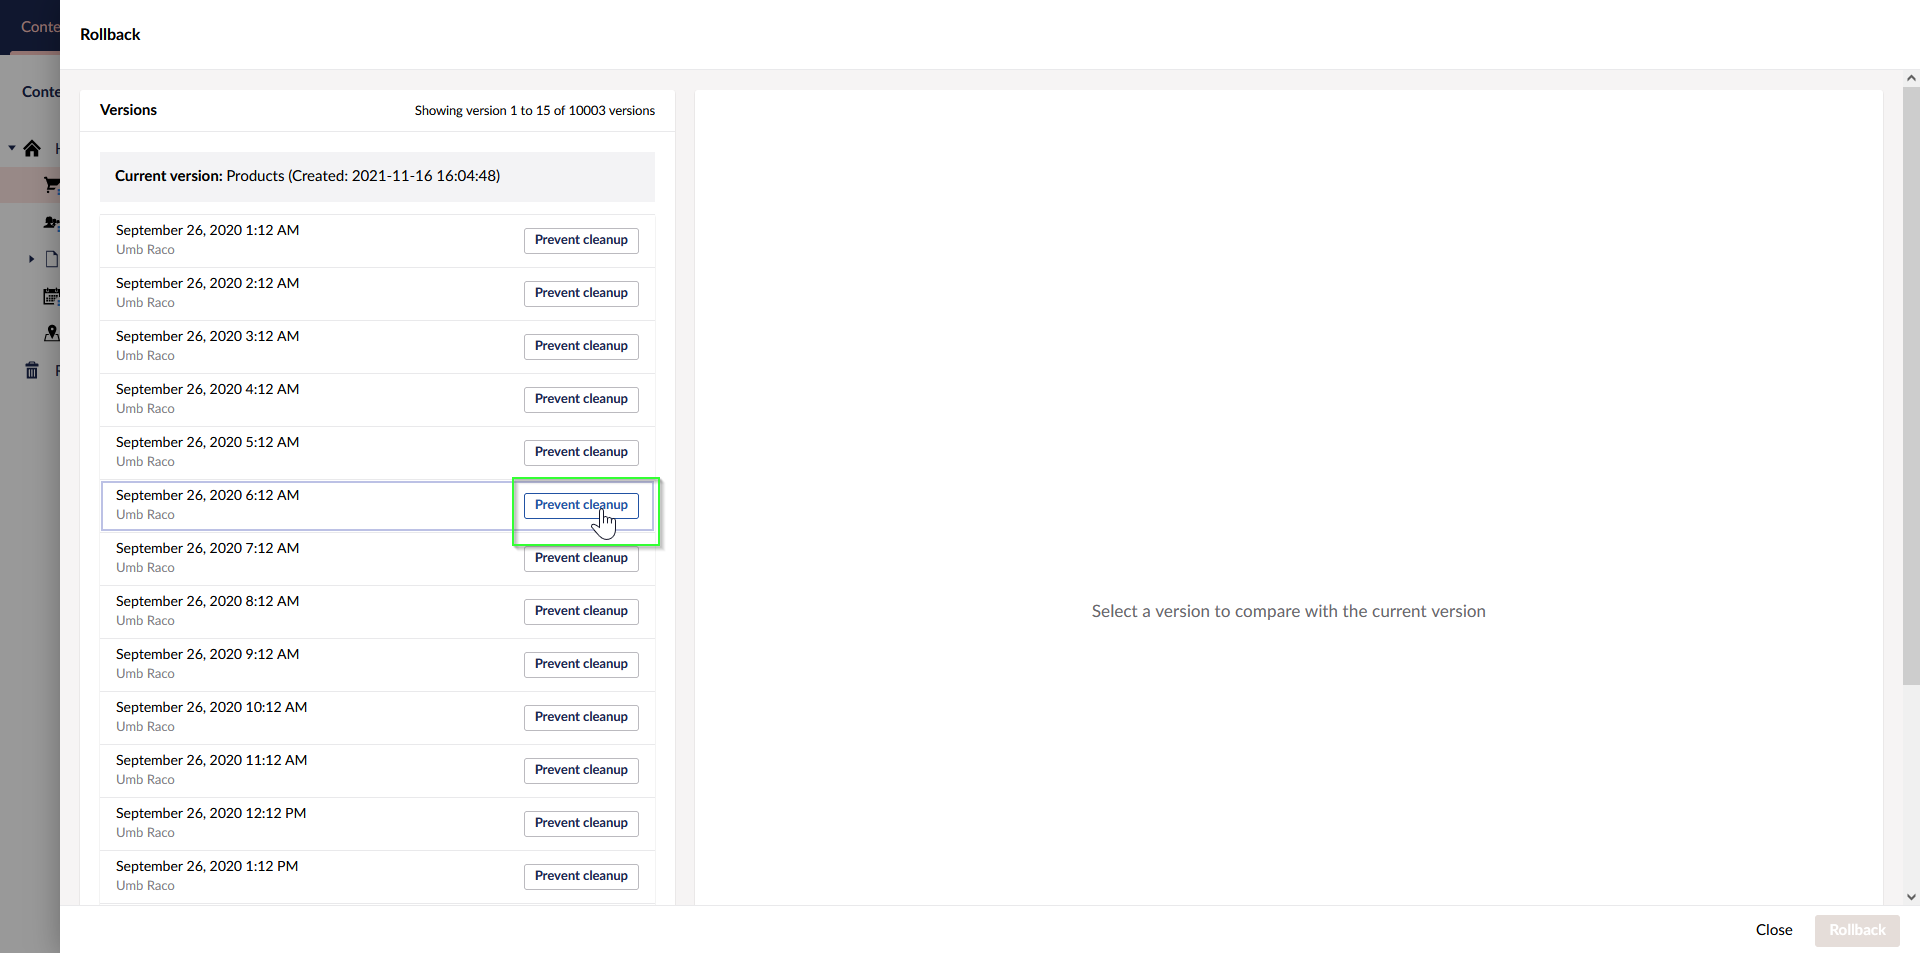 Conte
Rollback
Conte
Versions
Showing version 1 to 15 of 10003 versions
Current version: Products (Created: 2021-11-16 16:04:48)
September 26, 2020 1:12 AM
Umb Raco
Prevent cleanup
September 26, 2020 2:12 AM
Umb Raco
Prevent cleanup
September 26, 2020 3:12 AM
Umb Raco
Prevent cleanup
September 26, 2020 4:12 AM
Umb Raco
Prevent cleanup
September 26, 2020 5:12 AM
Umb Raco
Prevent cleanup
September 26, 2020 6:12 AM
Umb Raco
Prevent cleanup
September 26, 2020 7:12 AM
Umb Raco
Prevent cleanup
September 26, 2020 8:12 AM
Umb Raco
Prevent cleanup
September 26, 2020 9:12 AM
Umb Raco
Prevent cleanup
September 26, 2020 10:12 AM
Umb Raco
Prevent cleanup
September 26, 2020 11:12 AM
Umb Raco
Prevent cleanup
September 26, 2020 12:12 PM
Umb Raco
Prevent cleanup
September 26, 2020 1:12 PM
Umb Raco
Prevent cleanup
Select a version to compare with the current version
Close
Rollback